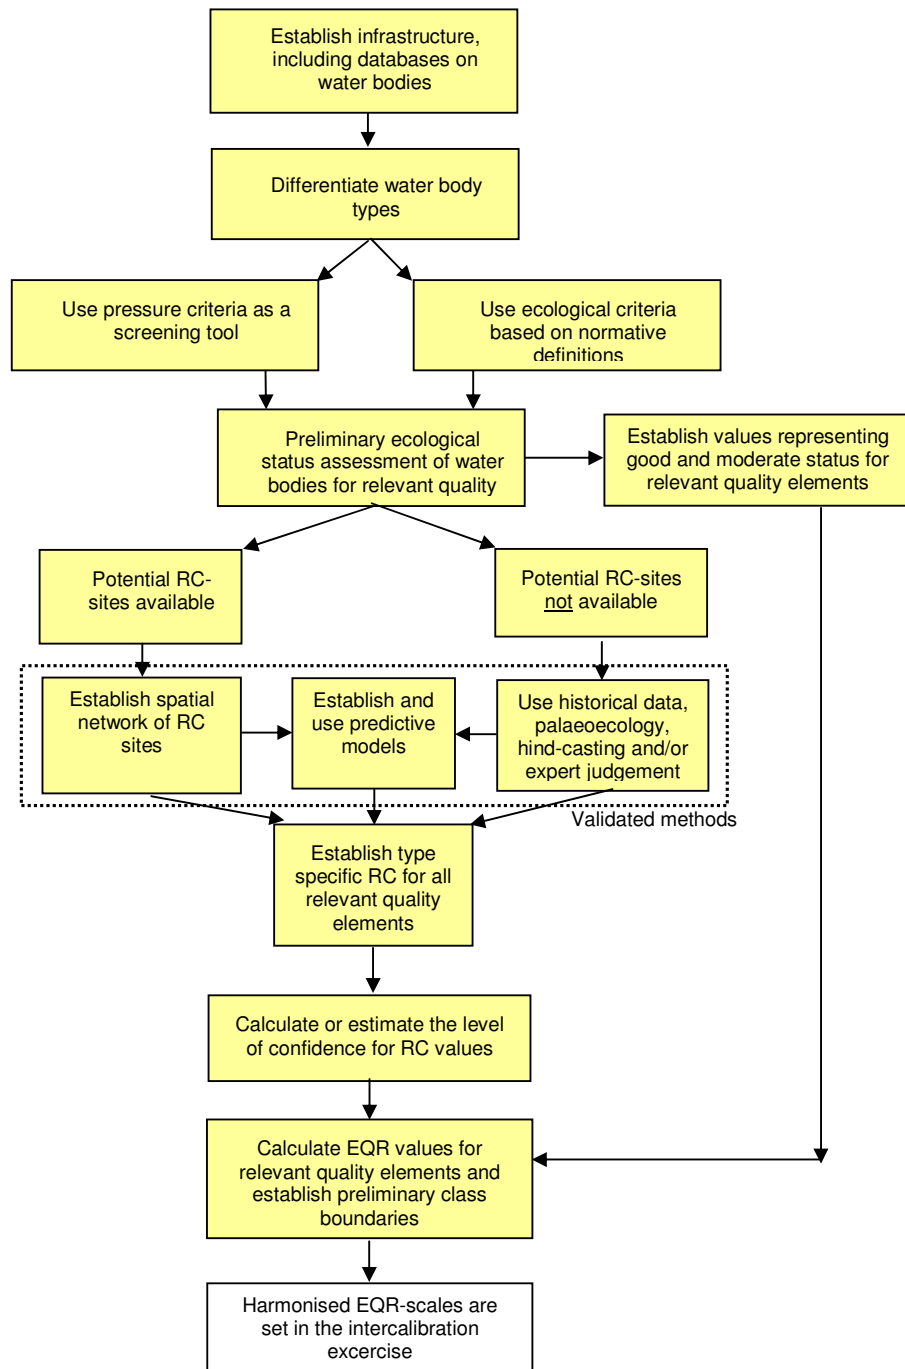 Establish infrastructure,
including databases on
water bodies
Differentiate water body
types
Use pressure criteria as a
screening tool
Use ecological criteria
based on normative
definitions
Preliminary ecological
status assessment of water
bodies for relevant quality
Establish values representing
good and moderate status for
relevant quality elements
Potential RC-
sites available
Potential RC-sites
not available
Establish spatial
network of RC
sites
Establish and
use predictive
models
Use historical data,
palaeoecology,
hind-casting and/or
expert judgement
Validated methods
Establish type
specific RC for all
relevant quality
elements
Calculate or estimate the level
of confidence for RC values
Calculate EQR values for
relevant quality elements and
establish preliminary class
boundaries
Harmonised EQR-scales are
set in the intercalibration
excercise